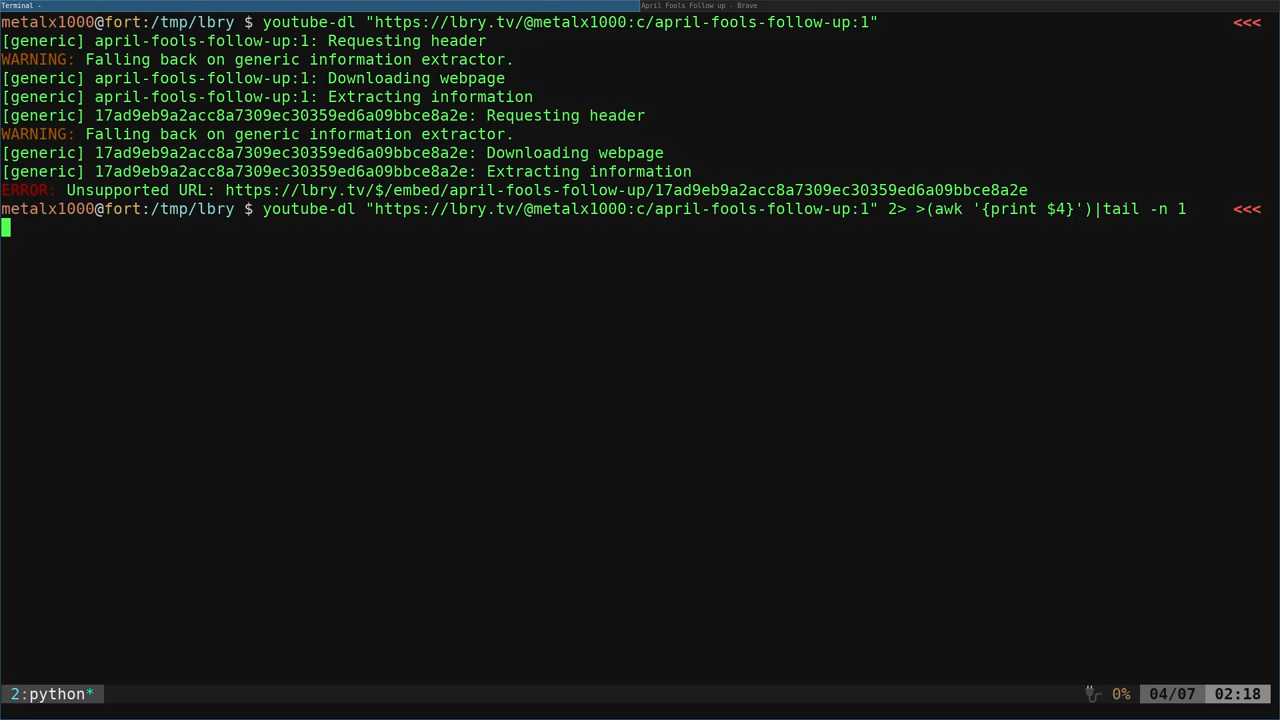 Terminal -
April Fools Follow up - Brave
metalx1000@fort:/tmp/lbry $ youtube-dl "https://lbry.tv/@metalx1000:c/april-fools-follow-up:1" <<<
[generic] april-fools-follow-up:1: Requesting header
WARNING: Falling back on generic information extractor.
[generic] april-fools-follow-up:1: Downloading webpage
[generic] april-fools-follow-up:1: Extracting information
[generic] 17ad9eb9a2acc8a7309ec30359ed6a09bbce8a2e: Requesting header
WARNING: Falling back on generic information extractor.
[generic] 17ad9eb9a2acc8a7309ec30359ed6a09bbce8a2e: Downloading webpage
[generic] 17ad9eb9a2acc8a7309ec30359ed6a09bbce8a2e: Extracting information
ERROR: Unsupported URL: https://lbry.tv/$/embed/april-fools-follow-up/17ad9eb9a2acc8a7309ec30359ed6a09bbce8a2e
metalx1000@fort:/tmp/lbry $ youtube-dl "https://lbry.tv/@metalx1000:c/april-fools-follow-up:1" 2> >(awk '{print $4}')|tail -n 1 <<<
2:python* 0% 04/07 02:18